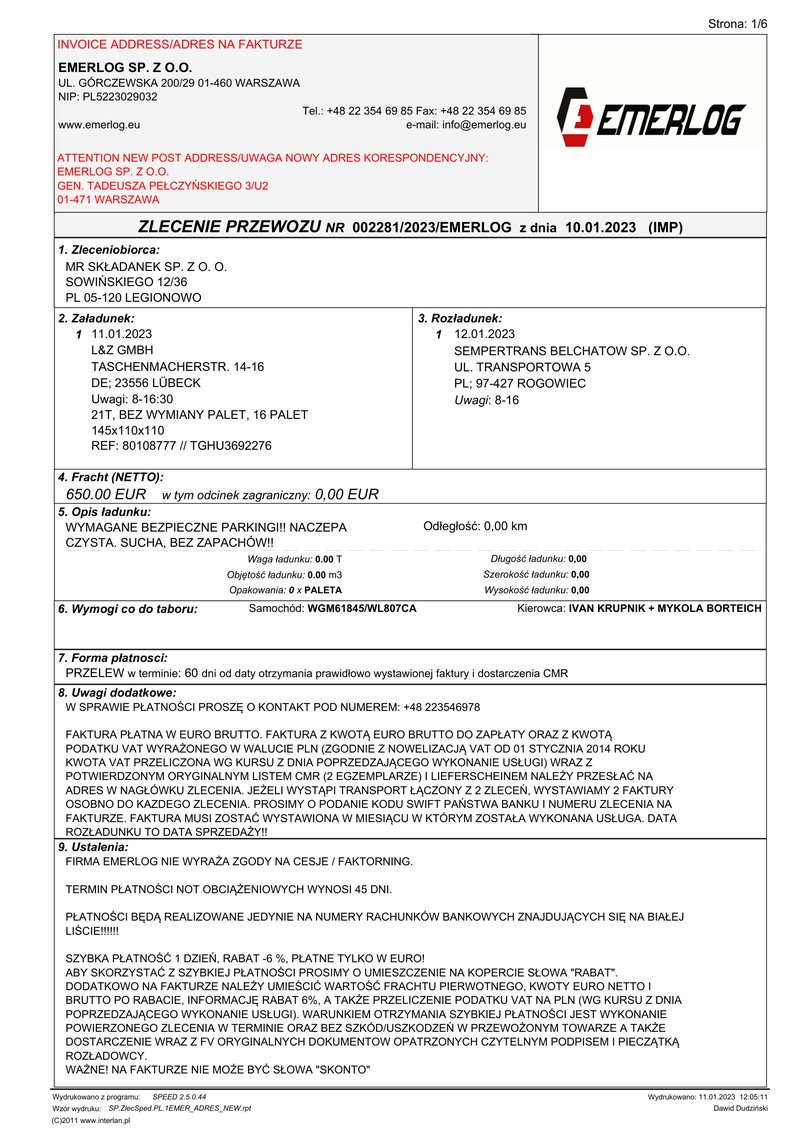 Strona: 1/6
INVOICE ADDRESS/ADRES NA FAKTURZE
EMERLOG SP. Z O.O.
UL. GÓRCZEWSKA 200/29 01-460 WARSZAWA
NIP: PL5223029032
Tel.: +48 22 354 69 85 Fax: +48 22 354 69 85
www.emerlog.eu e-mail: info@emerlog.eu
EMERLOG
ATTENTION NEW POST ADDRESS/UWAGA NOWY ADRES KORESPONDENCYJNY:
EMERLOG SP. Z O.O.
GEN. TADEUSZA PEŁCZYŃSKIEGO 3/U2
01-471 WARSZAWA
ZLECENIE PRZEWOZU NR 002281/2023/EMERLOG z dnia 10.01.2023 (IMP)
1. Zleceniobiorca:
MR SKŁADANEK SP. Z O. O.
SOWIŃSKIEGO 12/36
PL 05-120 LEGIONOWO
2. Załadunek:
1 11.01.2023
L&Z GMBH
TASCHENMACHERSTR. 14-16
DE; 23556 LÜBECK
Uwagi: 8-16:30
21T, BEZ WYMIANY PALET, 16 PALET
145x110x110
REF: 80108777 // TGHU3692276
3. Rozładunek:
1 12.01.2023
SEMPERTRANS BELCHATOW SP. Z O.O.
UL. TRANSPORTOWA 5
PL; 97-427 ROGOWIEC
Uwagi: 8-16
4. Fracht (NETTO):
650.00 EUR w tym odcinek zagraniczny: 0,00 EUR
5. Opis ładunku:
WYMAGANE BEZPIECZNE PARKINGI!! NACZEPA
CZYSTA. SUCHA, BEZ ZAPACHÓW!!
Odległość: 0,00 km
Waga ładunku: 0.00 T Długość ładunku: 0,00
Objętość ładunku: 0.00 m3 Szerokość ładunku: 0,00
Opakowania: 0 x PALETA Wysokość ładunku: 0,00
6. Wymogi co do taboru: Samochód: WGM61845/WL807CA Kierowca: IVAN KRUPNIK + MYKOLA BORTEICH
7. Forma płatnosci:
PRZELEW w terminie: 60 dni od daty otrzymania prawidłowo wystawionej faktury i dostarczenia CMR
8. Uwagi dodatkowe:
W SPRAWIE PŁATNOŚCI PROSZĘ O KONTAKT POD NUMEREM: +48 223546978
FAKTURA PŁATNA W EURO BRUTTO. FAKTURA Z KWOTĄ EURO BRUTTO DO ZAPŁATY ORAZ Z KWOTĄ
PODATKU VAT WYRAŻONEGO W WALUCIE PLN (ZGODNIE Z NOWELIZACJĄ VAT OD 01 STYCZNIA 2014 ROKU
KWOTA VAT PRZELICZONA WG KURSU Z DNIA POPRZEDZAJĄCEGO WYKONANIE USŁUGI) WRAZ Z
POTWIERDZONYM ORYGINALNYM LISTEM CMR (2 EGZEMPLARZE) I LIEFERSCHEINEM NALEŻY PRZESŁAĆ NA
ADRES W NAGŁÓWKU ZLECENIA. JEŻELI WYSTĄPI TRANSPORT ŁĄCZONY Z 2 ZLECEŃ, WYSTAWIAMY 2 FAKTURY
OSOBNO DO KAZDEGO ZLECENIA. PROSIMY O PODANIE KODU SWIFT PAŃSTWA BANKU I NUMERU ZLECENIA NA
FAKTURZE. FAKTURA MUSI ZOSTAĆ WYSTAWIONA W MIESIĄCU W KTÓRYM ZOSTAŁA WYKONANA USŁUGA. DATA
ROZŁADUNKU TO DATA SPRZEDAŻY!!
9. Ustalenia:
FIRMA EMERLOG NIE WYRAŻA ZGODY NA CESJE / FAKTORNING.
TERMIN PŁATNOŚCI NOT OBCIĄŻENIOWYCH WYNOSI 45 DNI.
PŁATNOŚCI BĘDĄ REALIZOWANE JEDYNIE NA NUMERY RACHUNKÓW BANKOWYCH ZNAJDUJĄCYCH SIĘ NA BIAŁEJ
LIŚCIE!!!!!!
SZYBKA PŁATNOŚĆ 1 DZIEŃ, RABAT -6 %, PŁATNE TYLKO W EURO!
ABY SKORZYSTAĆ Z SZYBKIEJ PŁATNOŚCI PROSIMY O UMIESZCZENIE NA KOPERCIE SŁOWA "RABAT".
DODATKOWO NA FAKTURZE NALEŻY UMIEŚCIĆ WARTOŚĆ FRACHTU PIERWOTNEGO, KWOTY EURO NETTO I
BRUTTO PO RABACIE, INFORMACJĘ RABAT 6%, A TAKŻE PRZELICZENIE PODATKU VAT NA PLN (WG KURSU Z DNIA
POPRZEDZAJĄCEGO WYKONANIE USŁUGI). WARUNKIEM OTRZYMANIA SZYBKIEJ PŁATNOŚCI JEST WYKONANIE
POWIERZONEGO ZLECENIA W TERMINIE ORAZ BEZ SZKÓD/USZKODZEŃ W PRZEWOŻONYM TOWARZE A TAKŻE
DOSTARCZENIE WRAZ Z FV ORYGINALNYCH DOKUMENTOW OPATRZONYCH CZYTELNYM PODPISEM I PIECZĄTKĄ
ROZŁADOWCY.
WAŻNE! NA FAKTURZE NIE MOŻE BYĆ SŁOWA "SKONTO"
Wydrukowano z programu: SPEED 2.5.0.44 Wydrukowano: 11.01.2023 12:05:11
Wzór wydruku: SP.ZlecSped.PL.1EMER_ADRES_NEW.rpt Dawid Dudziński
(C)2011 www.interlan.pl